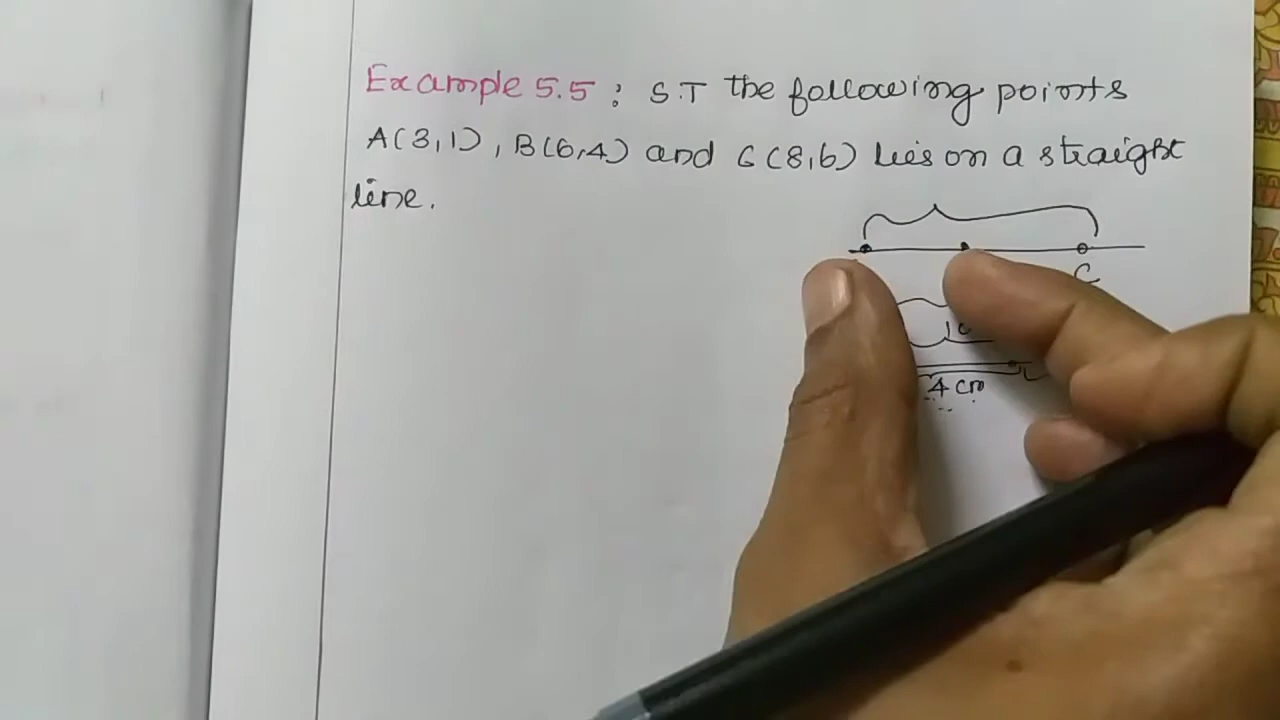 Example 5.5 : S.T the following points
A(3,1), B(6,4) and C(8,6) lies on a straight
line.
C
4 cm